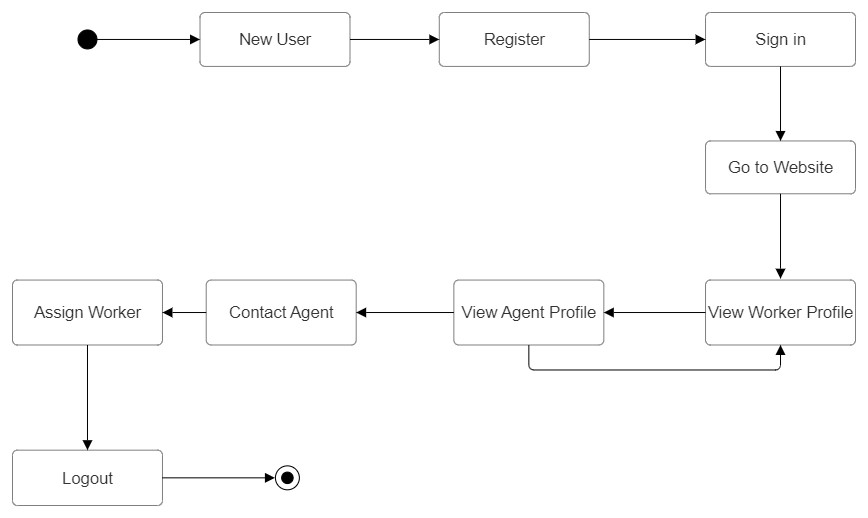 New User
Register
Sign in
Go to Website
Assign Worker
Contact Agent
View Agent Profile
View Worker Profile
Logout